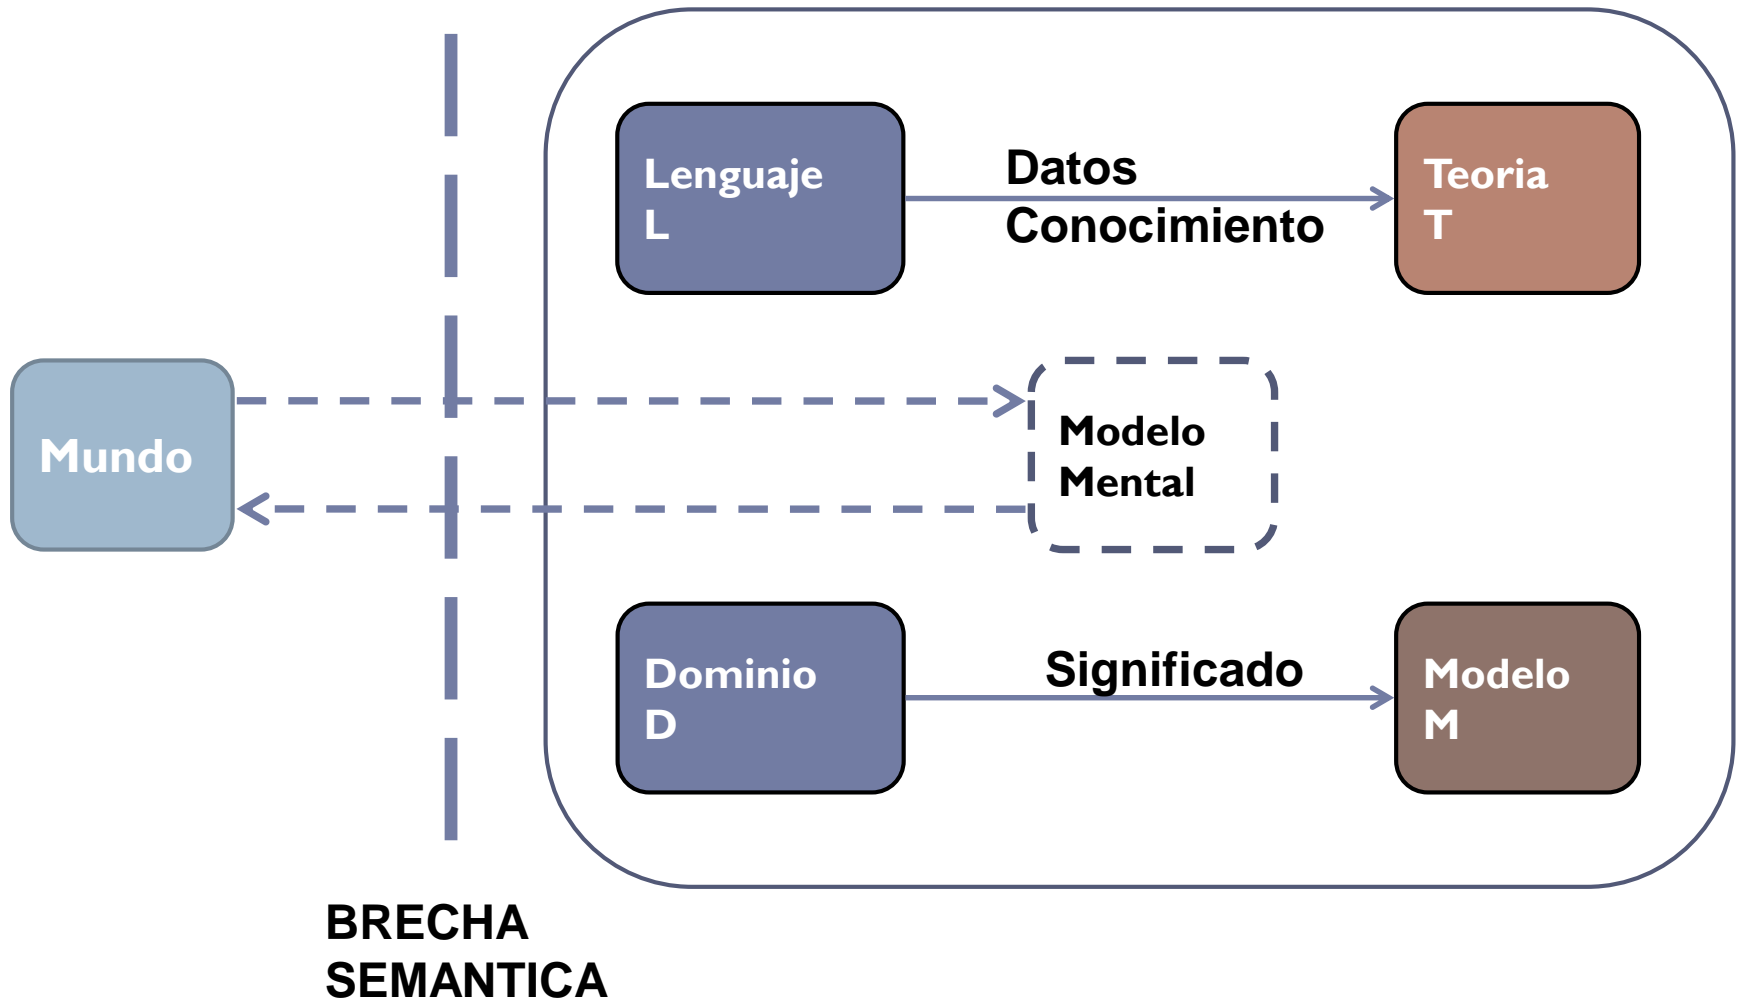 Lenguaje
L
Datos
Conocimiento
Teoria
T
Mundo
Modelo
Mental
Dominio
D
Significado
Modelo
M
BRECHA
SEMANTICA